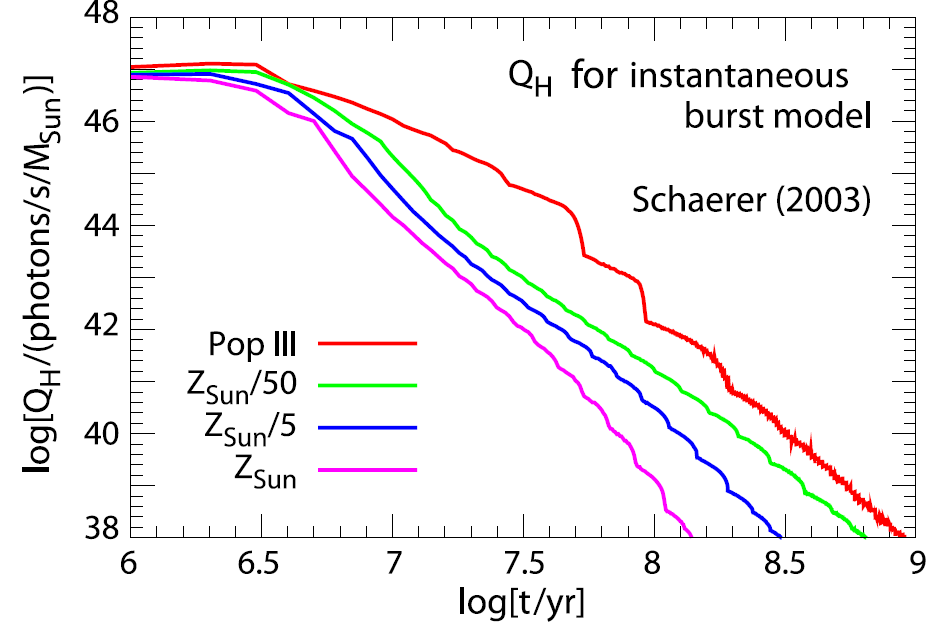 48
46
44
42
40
38
log[Q_H/(photons/s/M_Sun)]
Q_H for instantaneous
burst model
Schaerer (2003)
Pop III
Z_Sun/50
Z_Sun/5
Z_Sun
6 6.5 7 7.5 8 8.5 9
log[t/yr]